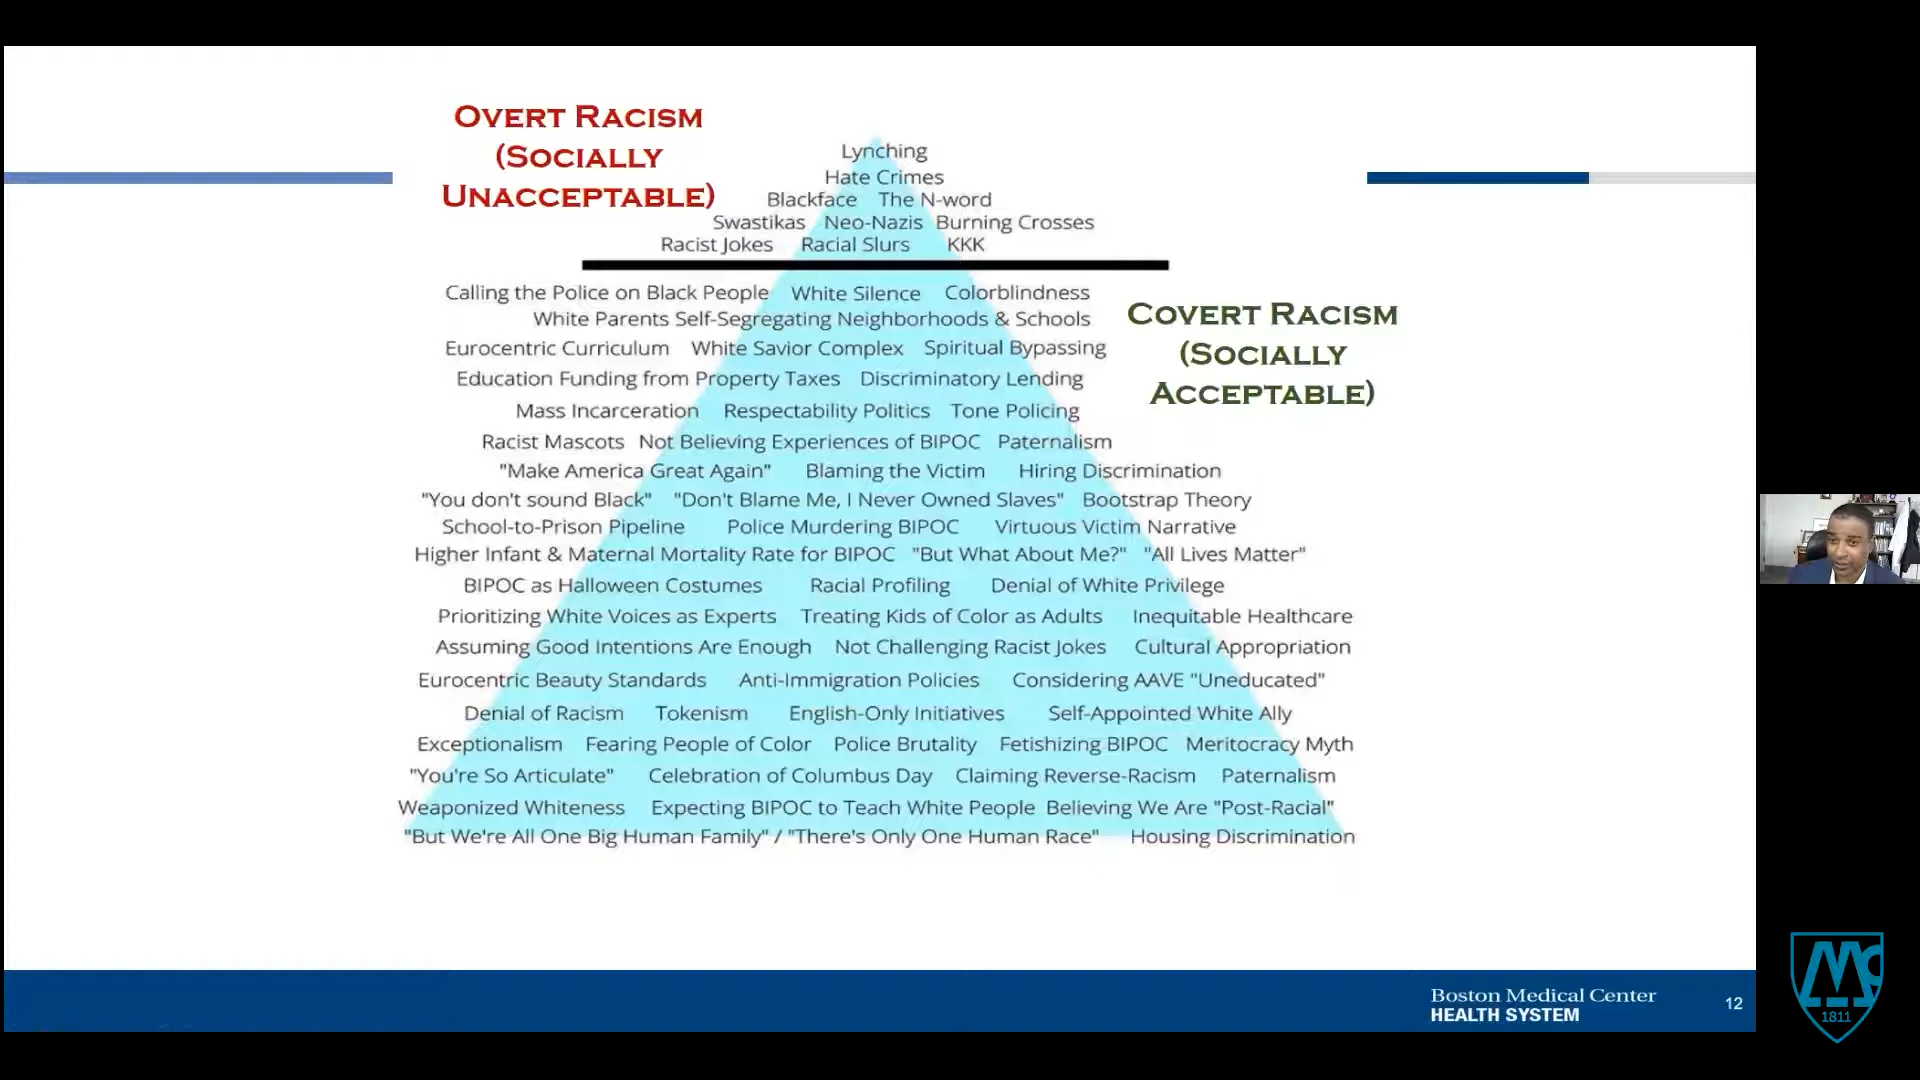 OVERT RACISM
(SOCIALLY
UNACCEPTABLE)
Lynching
Hate Crimes
Blackface The N-word
Swastikas Neo-Nazis Burning Crosses
Racist Jokes Racial Slurs KKK
Calling the Police on Black People White Silence Colorblindness
White Parents Self-Segregating Neighborhoods & Schools
COVERT RACISM
(SOCIALLY
ACCEPTABLE)
Eurocentric Curriculum White Savior Complex Spiritual Bypassing
Education Funding from Property Taxes Discriminatory Lending
Mass Incarceration Respectability Politics Tone Policing
Racist Mascots Not Believing Experiences of BIPOC Paternalism
"Make America Great Again" Blaming the Victim Hiring Discrimination
"You don't sound Black" "Don't Blame Me, I Never Owned Slaves" Bootstrap Theory
School-to-Prison Pipeline Police Murdering BIPOC Virtuous Victim Narrative
Higher Infant & Maternal Mortality Rate for BIPOC "But What About Me?" "All Lives Matter"
BIPOC as Halloween Costumes Racial Profiling Denial of White Privilege
Prioritizing White Voices as Experts Treating Kids of Color as Adults Inequitable Healthcare
Assuming Good Intentions Are Enough Not Challenging Racist Jokes Cultural Appropriation
Eurocentric Beauty Standards Anti-Immigration Policies Considering AAVE "Uneducated"
Denial of Racism Tokenism English-Only Initiatives Self-Appointed White Ally
Exceptionalism Fearing People of Color Police Brutality Fetishizing BIPOC Meritocracy Myth
"You're So Articulate" Celebration of Columbus Day Claiming Reverse-Racism Paternalism
Weaponized Whiteness Expecting BIPOC to Teach White People Believing We Are "Post-Racial"
"But We're All One Big Human Family" / "There's Only One Human Race" Housing Discrimination
Boston Medical Center
HEALTH SYSTEM
12
1811